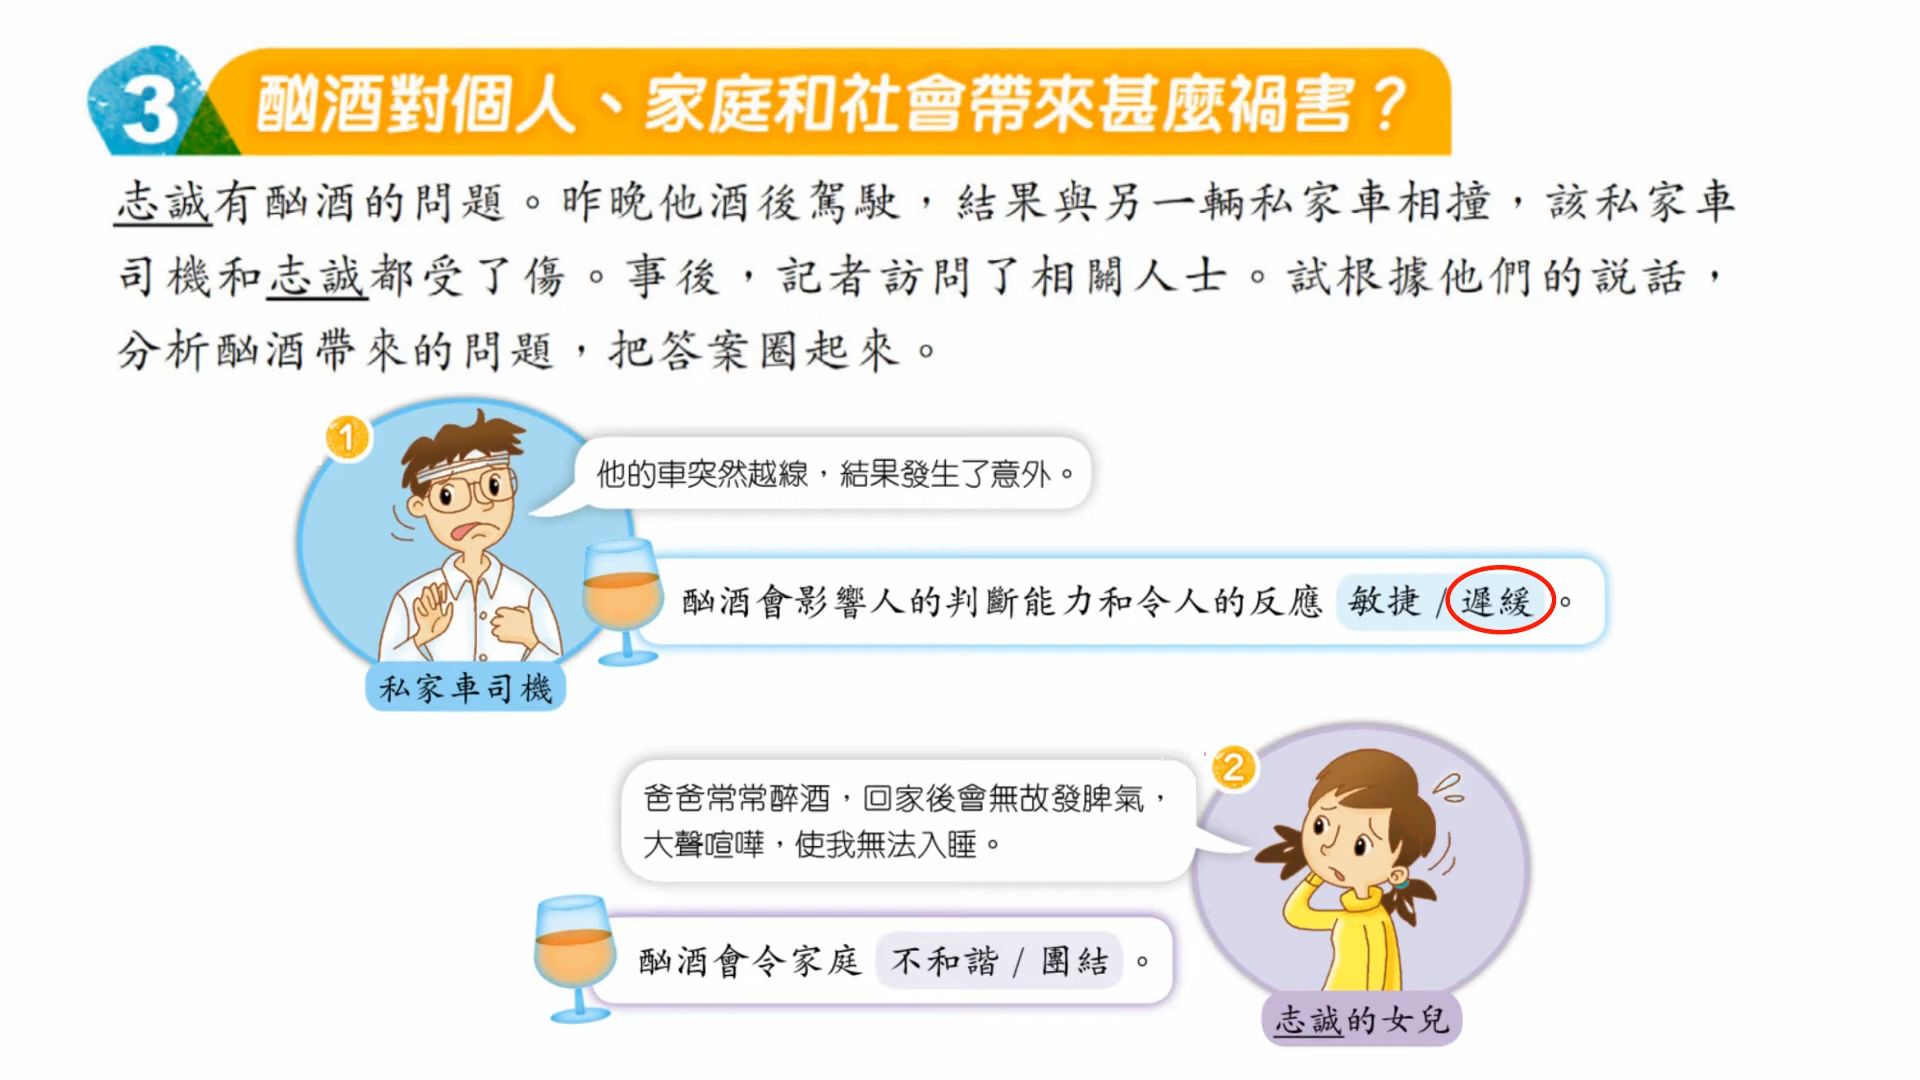 3 酗酒對個人、家庭和社會帶來甚麼禍害？
志誠有酗酒的問題。昨晚他酒後駕駛，結果與另一輛私家車相撞，該私家車
司機和志誠都受了傷。事後，記者訪問了相關人士。試根據他們的説話，
分析酗酒帶來的問題，把答案圈起來。
1
他的車突然越線，結果發生了意外。
酗酒會影響人的判斷能力和令人的反應 敏捷 / 遲緩 。
私家車司機
2
爸爸常常醉酒，回家後會無故發脾氣，
大聲喧嘩，使我無法入睡。
酗酒會令家庭 不和諧 / 團結 。
志誠的女兒